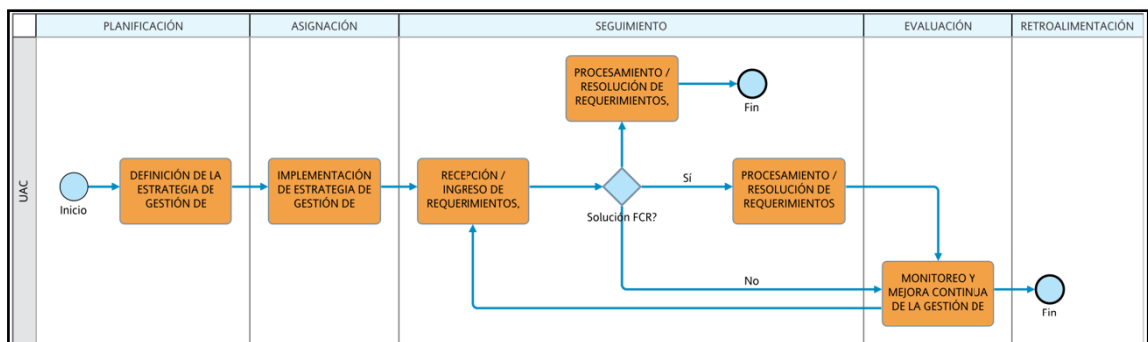 PLANIFICACIÓN
ASIGNACIÓN
SEGUIMIENTO
EVALUACIÓN
RETROALIMENTACIÓN
UAC
PROCESAMIENTO /
RESOLUCIÓN DE
REQUERIMIENTOS,
Fin
Inicio
DEFINICIÓN DE LA
ESTRATEGIA DE
GESTIÓN DE
IMPLEMENTACIÓN
DE ESTRATEGIA DE
GESTIÓN DE
RECEPCIÓN /
INGRESO DE
REQUERIMIENTOS,
Solución FCR?
Sí
PROCESAMIENTO /
RESOLUCIÓN DE
REQUERIMIENTOS
No
MONITOREO Y
MEJORA CONTINUA
DE LA GESTIÓN DE
Fin